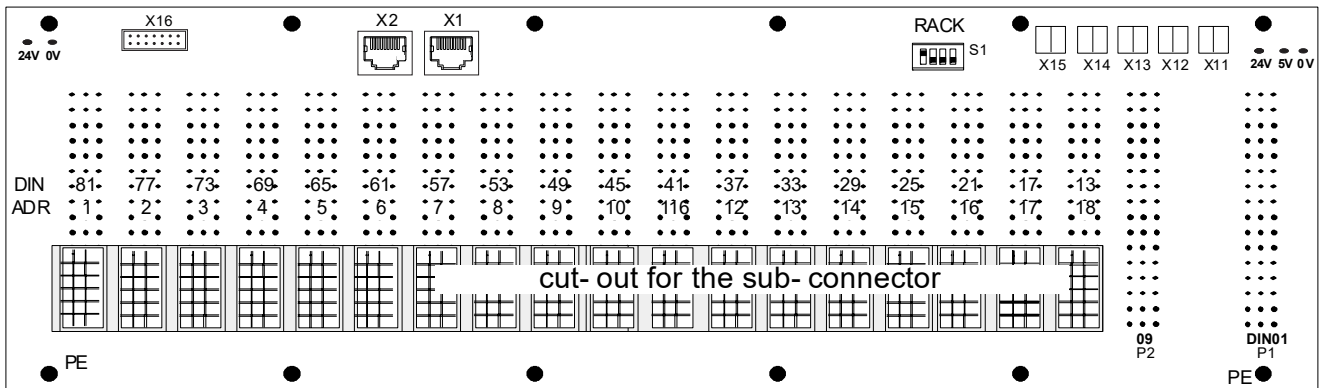 X16 X2 X1 RACK
S1
24V 0V
X15 X14 X13 X12 X11
24V 5V 0V
DIN 81 77 73 69 65 61 57 53 49 45 41 37 33 29 25 21 17 13
ADR 1 2 3 4 5 6 7 8 9 10 116 12 13 14 15 16 17 18
cut- out for the sub- connector
09 DIN01
P2 P1
PE
PE